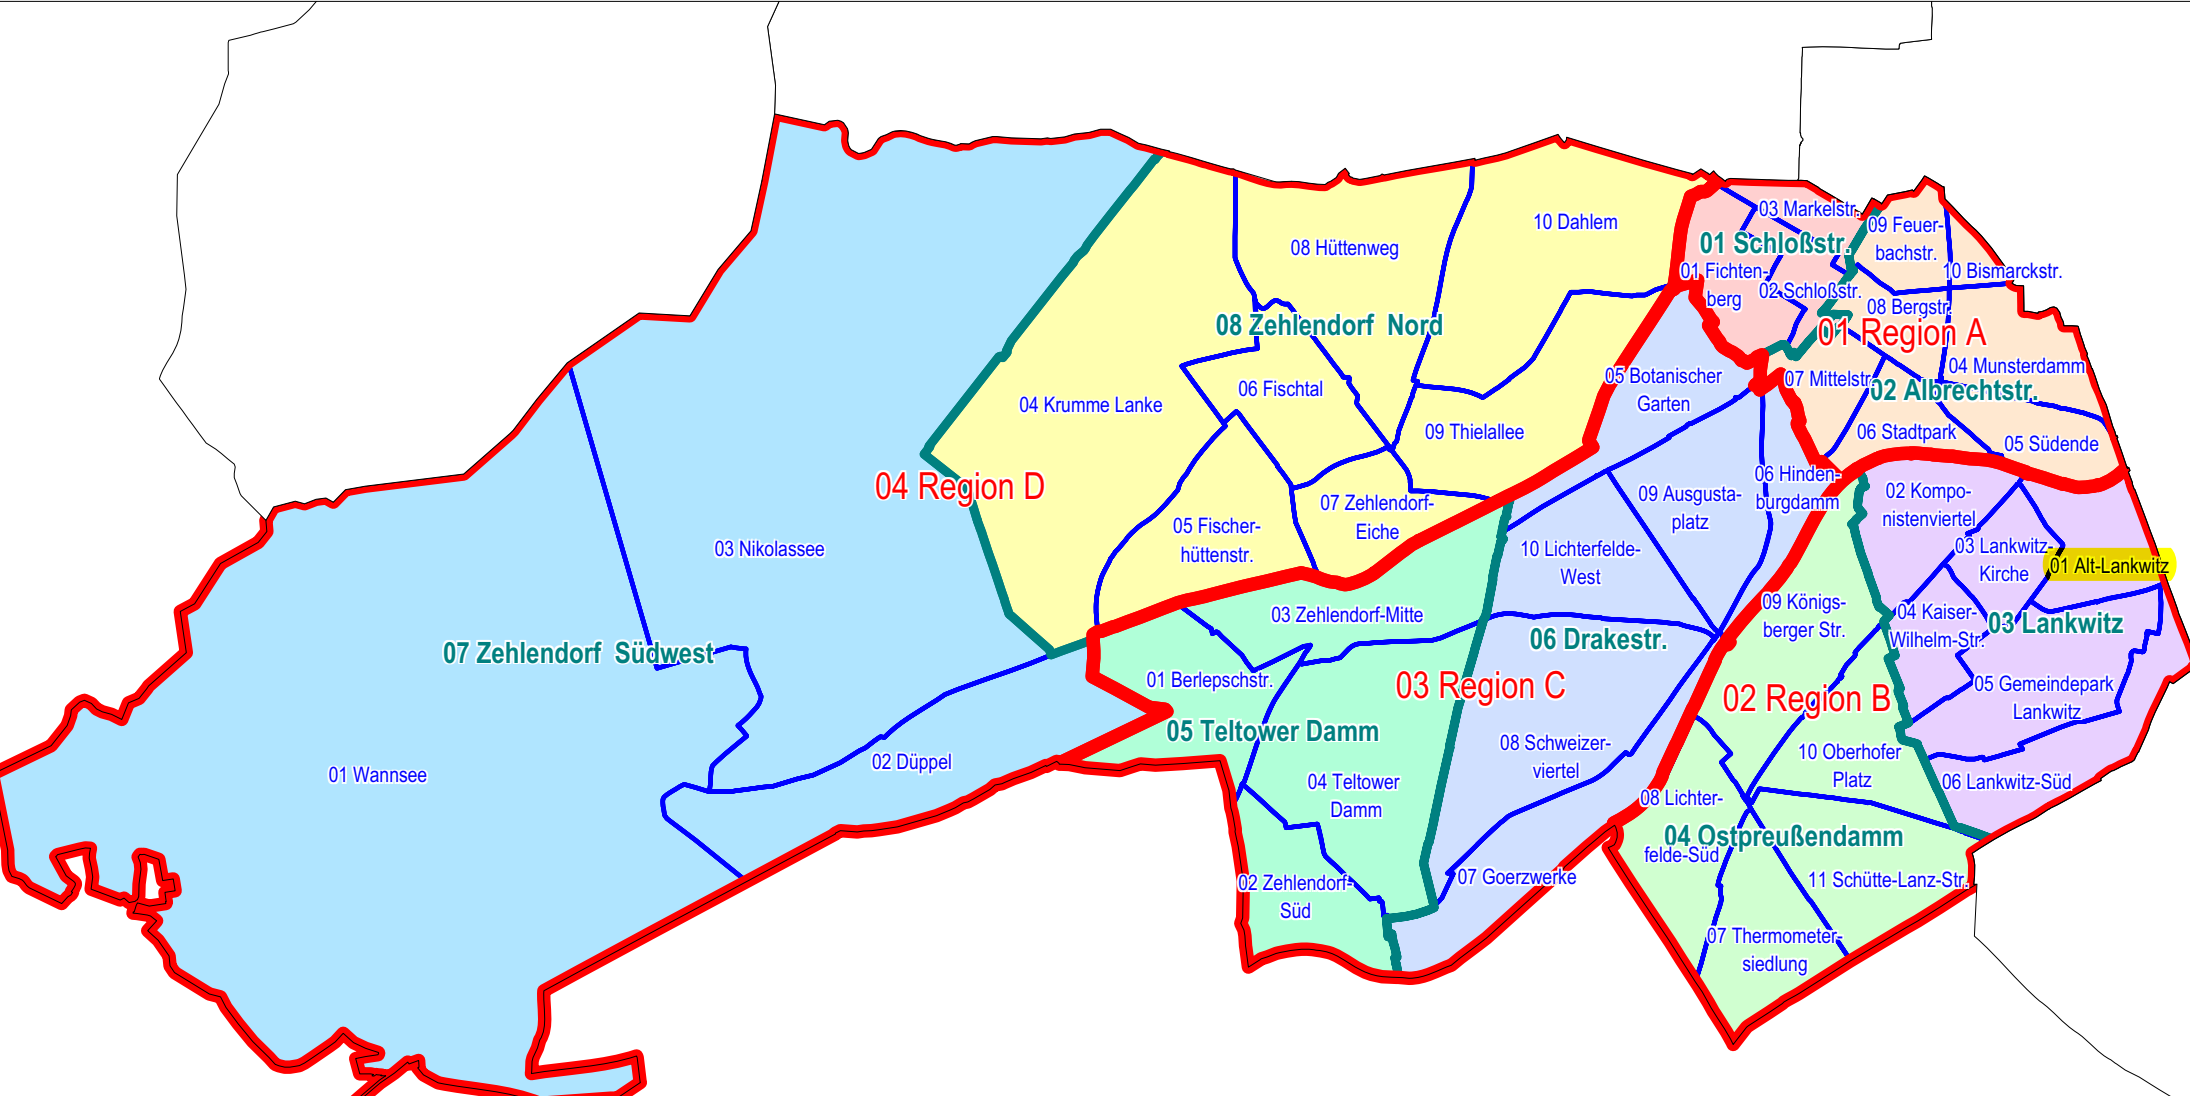 03 Markelstr.
10 Dahlem
09 Feuer-
bachstr.
08 Hüttenweg
01 Schloßstr.
01 Fichten-
berg
10 Bismarckstr.
02 Schloßstr.
08 Bergstr.
08 Zehlendorf Nord
01 Region A
04 Munsterdamm
05 Botanischer
Garten
07 Mittelstr.
02 Albrechtstr.
06 Fischtal
04 Krumme Lanke
09 Thielallee
06 Stadtpark
05 Südende
04 Region D
06 Hinden-
burgdamm
02 Kompo-
nistenviertel
09 Ausgusta-
platz
07 Zehlendorf-
Eiche
05 Fischer-
hüttenstr.
03 Nikolassee
10 Lichterfelde-
West
03 Lankwitz-
Kirche
01 Alt-Lankwitz
09 Königs-
berger Str.
04 Kaiser-
Wilhelm-Str.
03 Lankwitz
03 Zehlendorf-Mitte
06 Drakestr.
07 Zehlendorf Südwest
01 Berlepschstr.
03 Region C
02 Region B
05 Gemeindepark
Lankwitz
05 Teltower Damm
08 Schweizer-
viertel
10 Oberhofer
Platz
02 Düppel
01 Wannsee
04 Teltower
Damm
06 Lankwitz-Süd
08 Lichter-
felde-Süd
04 Ostpreußendamm
02 Zehlendorf-
Süd
07 Goerzwerke
11 Schütte-Lanz-Str.
07 Thermometer-
siedlung